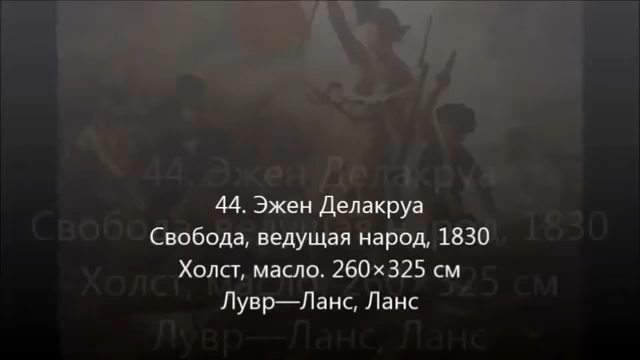 44. Эжен Делакруа
Свобода, ведущая народ, 1830
Холст, масло. 260×325 см
Лувр—Ланс, Ланс